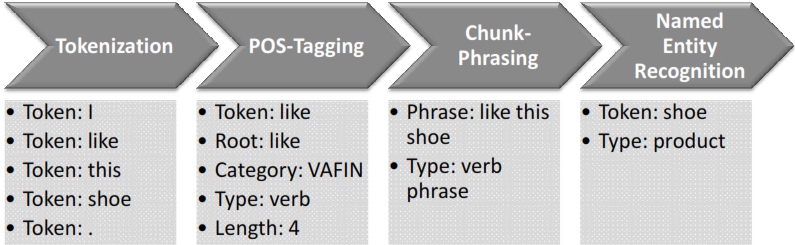 Tokenization
POS-Tagging
Chunk-
Phrasing
Named
Entity
Recognition
• Token: I
• Token: like
• Token: this
• Token: shoe
• Token: .
• Token: like
• Root: like
• Category: VAFIN
• Type: verb
• Length: 4
• Phrase: like this
shoe
• Type: verb
phrase
• Token: shoe
• Type: product